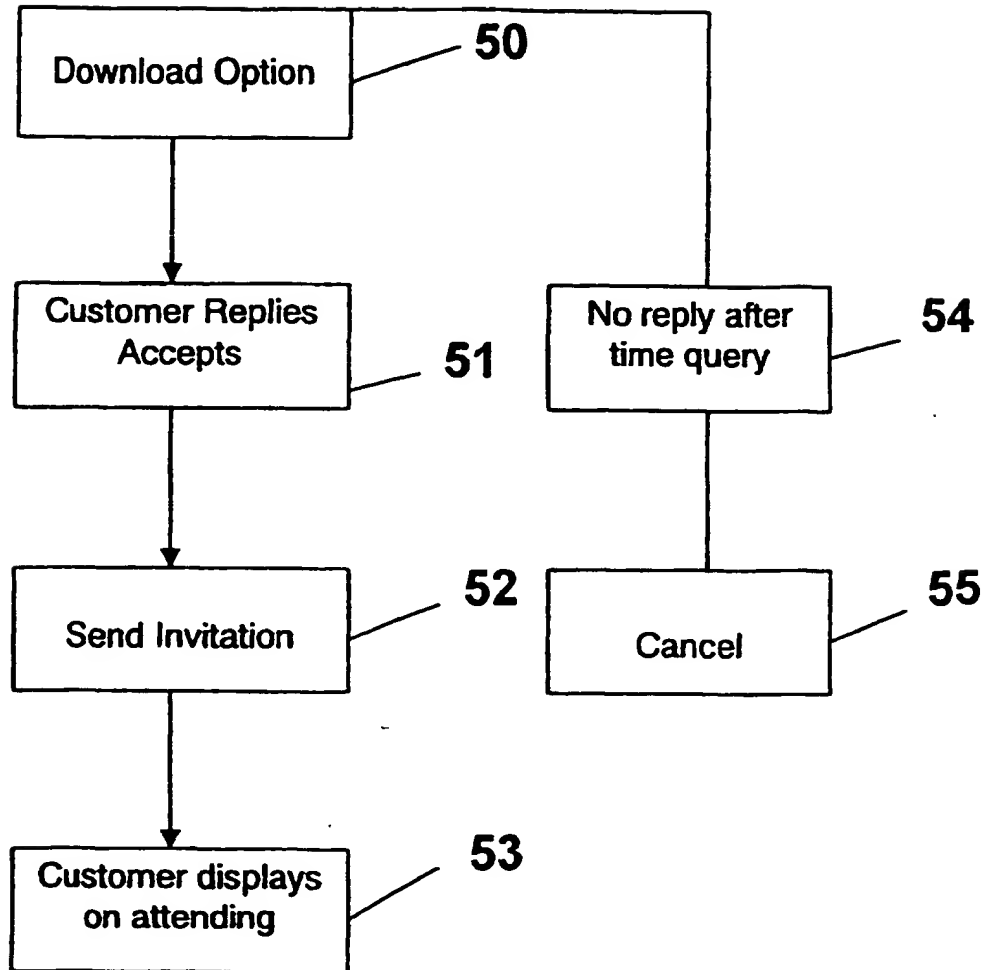 Download Option
50
Customer Replies
Accepts
51
Send Invitation
52
Customer displays
on attending
53
No reply after
time query
54
Cancel
55